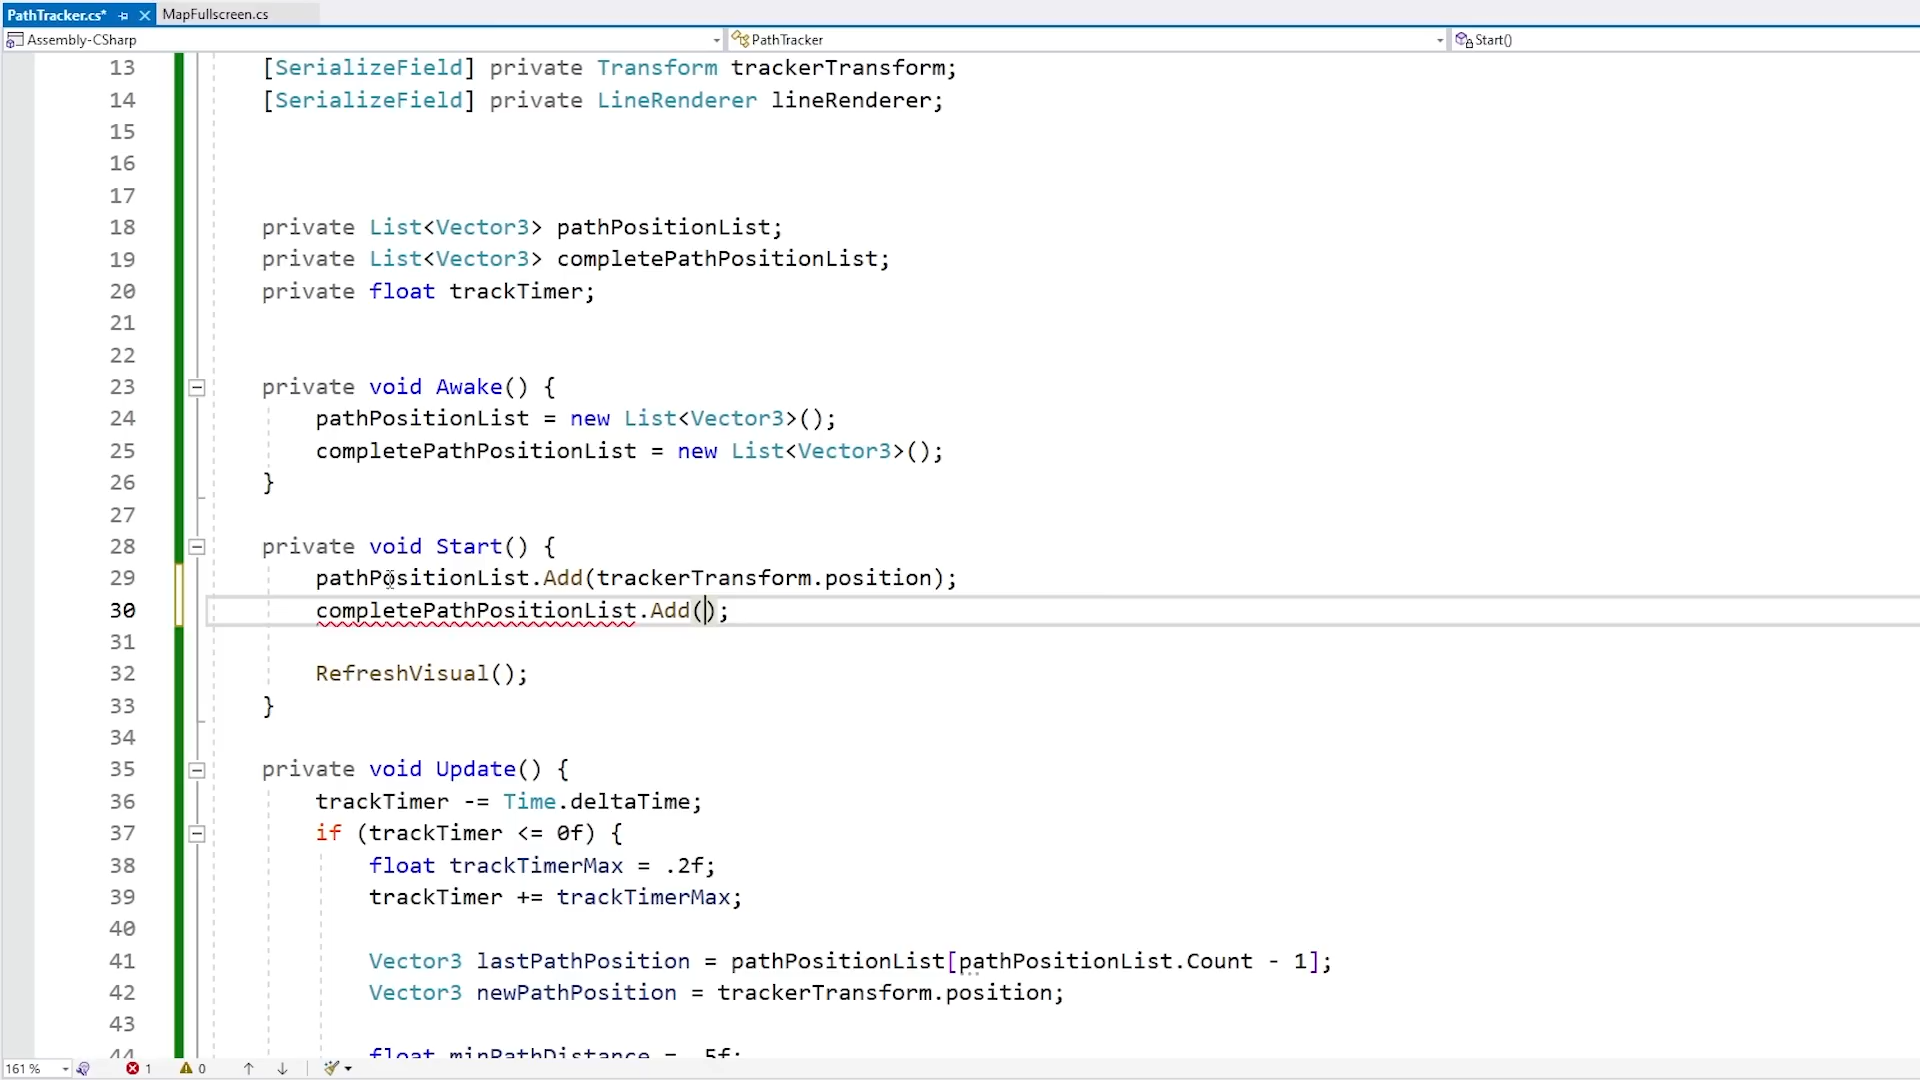 PathTracker.cs* MapFullscreen.cs
Assembly-CSharp PathTracker Start()
13 [SerializeField] private Transform trackerTransform;
14 [SerializeField] private LineRenderer lineRenderer;
15
16
17
18 private List<Vector3> pathPositionList;
19 private List<Vector3> completePathPositionList;
20 private float trackTimer;
21
22
23 private void Awake() {
24 pathPositionList = new List<Vector3>();
25 completePathPositionList = new List<Vector3>();
26 }
27
28 private void Start() {
29 pathPositionList.Add(trackerTransform.position);
30 completePathPositionList.Add();
31
32 RefreshVisual();
33 }
34
35 private void Update() {
36 trackTimer -= Time.deltaTime;
37 if (trackTimer <= 0f) {
38 float trackTimerMax = .2f;
39 trackTimer += trackTimerMax;
40
41 Vector3 lastPathPosition = pathPositionList[pathPositionList.Count - 1];
42 Vector3 newPathPosition = trackerTransform.position;
43
44 float minPathDistance = .5f;
161 % 1 0